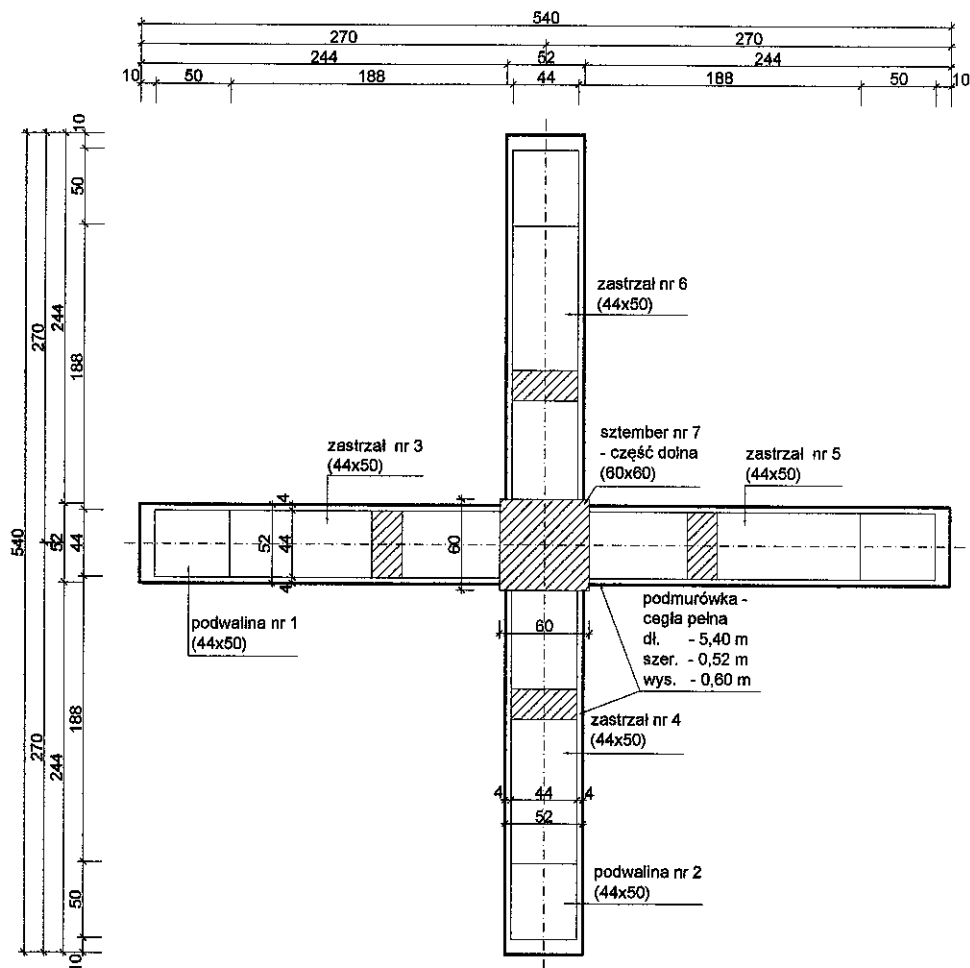 540
270 270
244 52 244
10 50 188 44 188 50 10
10
50
188
244
270
540
52
44
188
270
244
50
10
zastrzał nr 6
(44x50)
sztember nr 7
- część dolna
(60x60)
zastrzał nr 3
(44x50)
zastrzał nr 5
(44x50)
4
52
44
4
60
60
podwalina nr 1
(44x50)
podmurówka -
cegła pełna
dł. - 5,40 m
szer. - 0,52 m
wys. - 0,60 m
zastrzał nr 4
(44x50)
4 44 4
52
podwalina nr 2
(44x50)